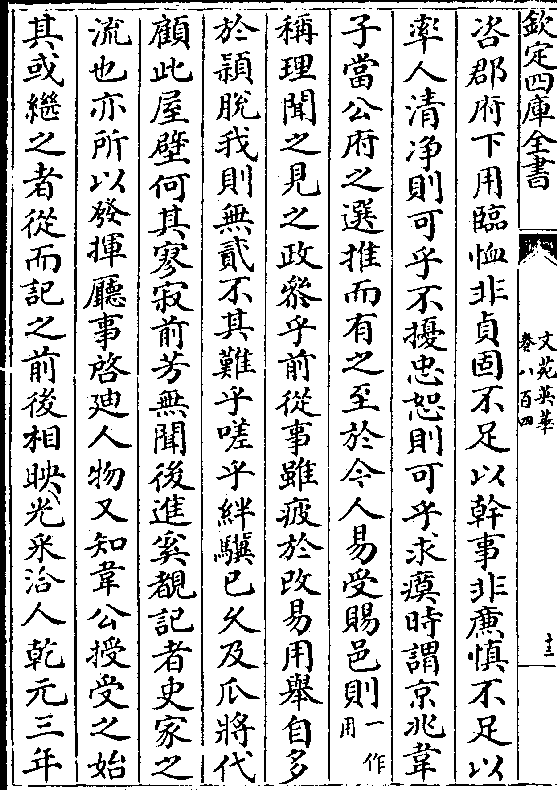 欽定四庫全書
文苑英華
卷八百四
十三
咨郡府下用臨恤非貞固不足以幹事非廉慎不足以
率人清净則可乎不擾忠恕則可乎求瘼時謂京兆韋
子當公府之選推而有之至於今人易受賜邑則一作用
稱理聞之見之政叅乎前從事雖疲於改易用舉自多
於穎脫我則無貳不其難乎嗟乎絆驥已久及瓜將代
顧此屋壁何其寥寂前芳無聞後進奚覩記者史家之
流也亦所以發揮廳事啓迪人物又知韋公授受之始
其或繼之者從而記之前後相映光采洽人乾元三年